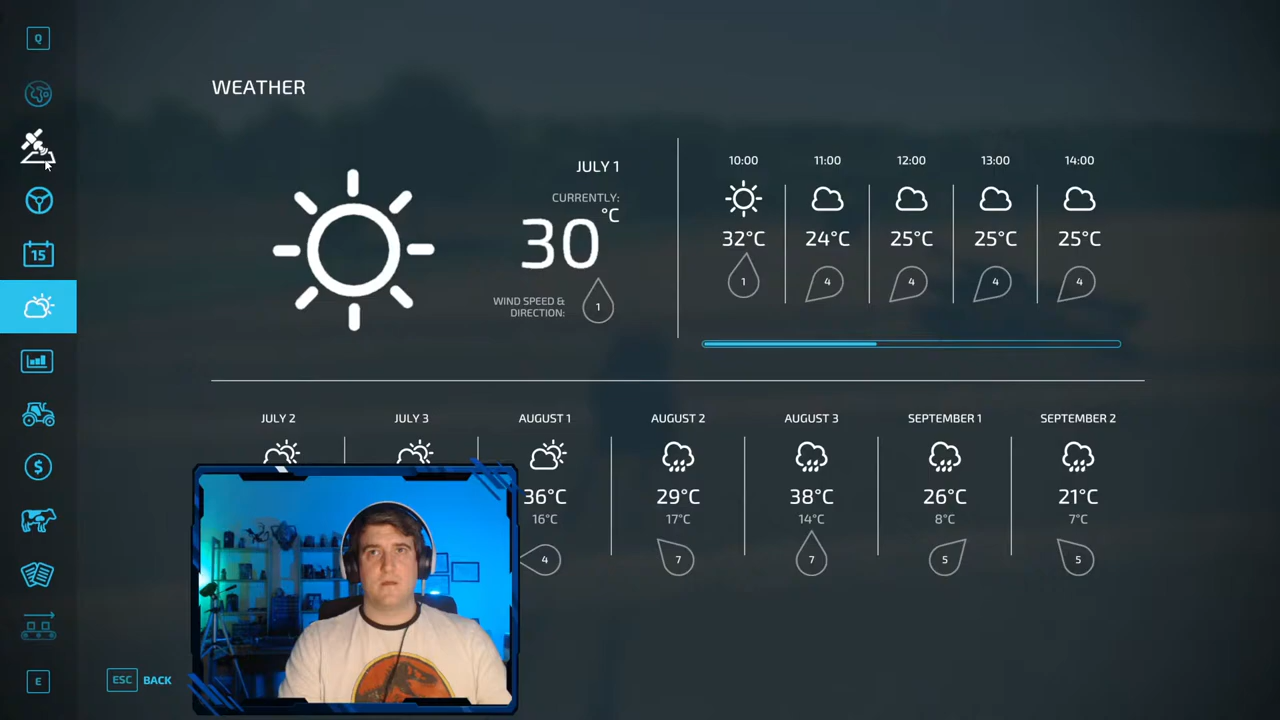 Q
WEATHER
JULY 1
CURRENTLY:
30°C
WIND SPEED &
DIRECTION:
1
10:00 11:00 12:00 13:00 14:00
32°C 24°C 25°C 25°C 25°C
1 4 4 4 4
15
JULY 2 JULY 3 AUGUST 1 AUGUST 2 AUGUST 3 SEPTEMBER 1 SEPTEMBER 2
36°C 29°C 38°C 26°C 21°C
16°C 17°C 14°C 8°C 7°C
4 7 7 5 5
$
E
ESC BACK